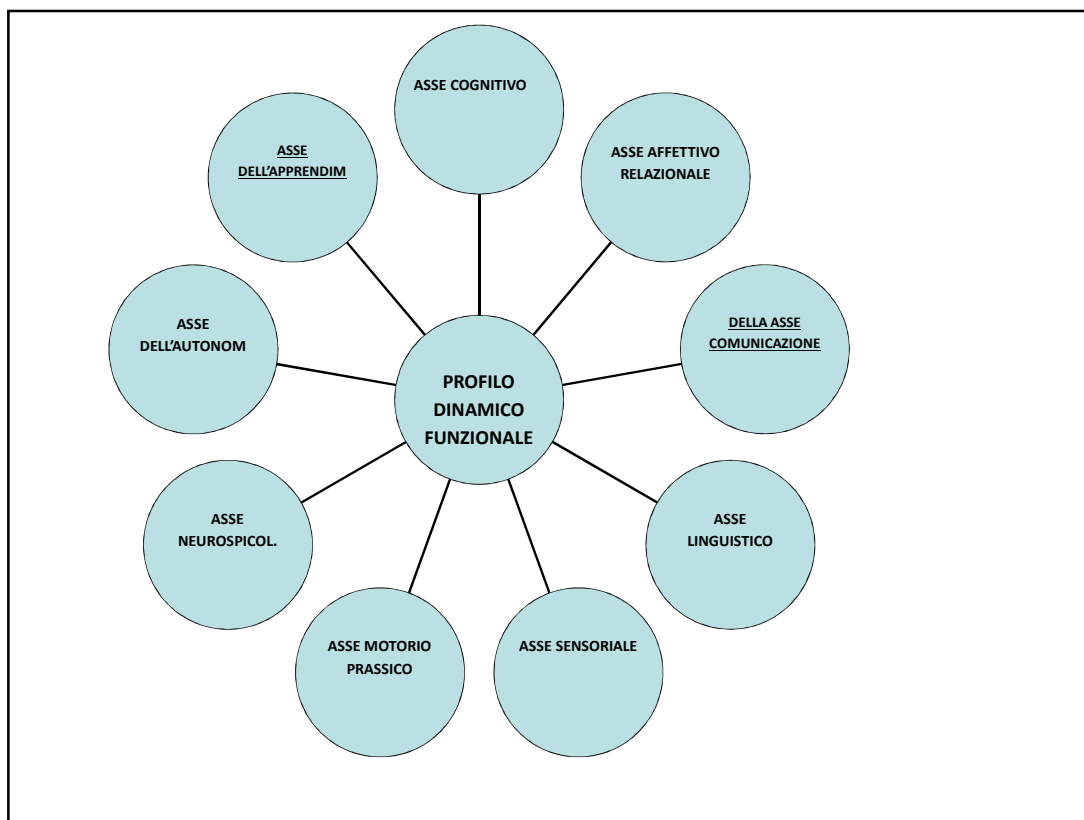 ASSE COGNITIVO
ASSE AFFETTIVO
RELAZIONALE
DELLA ASSE
COMUNICAZIONE
ASSE
LINGUISTICO
ASSE SENSORIALE
ASSE MOTORIO
PRASSICO
ASSE
NEUROSPICOL.
ASSE
DELL'AUTONOM
ASSE
DELL'APPRENDIM
PROFILO
DINAMICO
FUNZIONALE